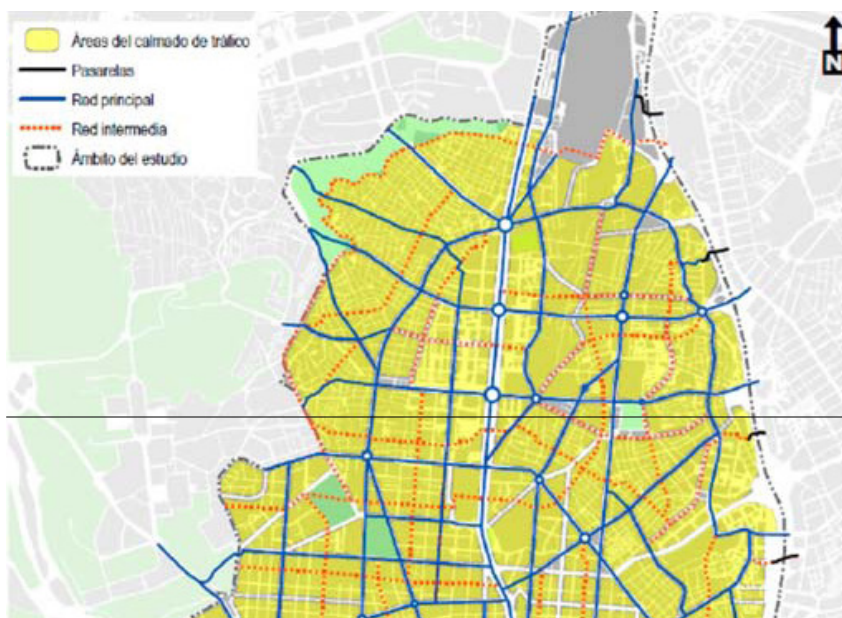 Áreas del calmado de tráfico
Pasarelas
Red principal
Red intermedia
Ámbito del estudio
N